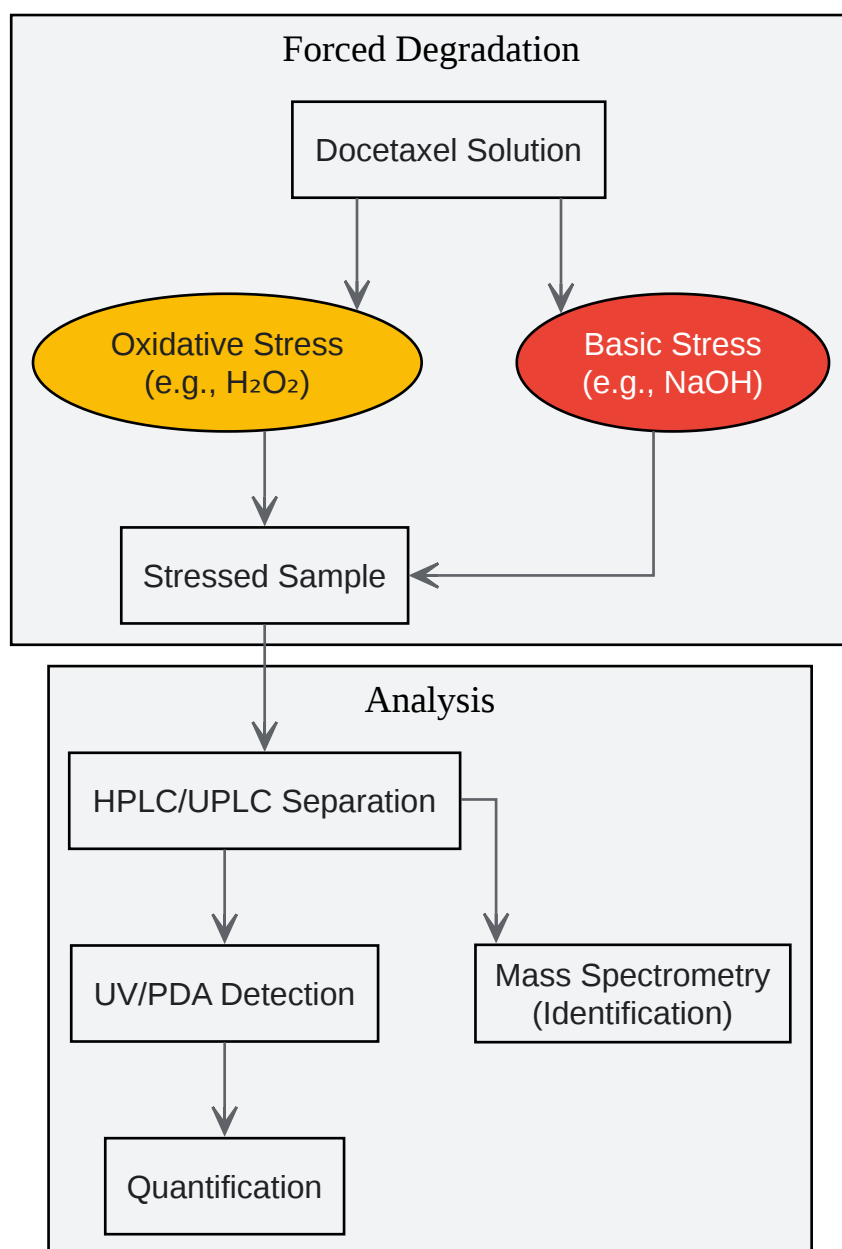 Forced Degradation
Docetaxel Solution
Oxidative Stress
(e.g., H₂O₂)
Basic Stress
(e.g., NaOH)
Stressed Sample
Analysis
HPLC/UPLC Separation
UV/PDA Detection
Mass Spectrometry
(Identification)
Quantification